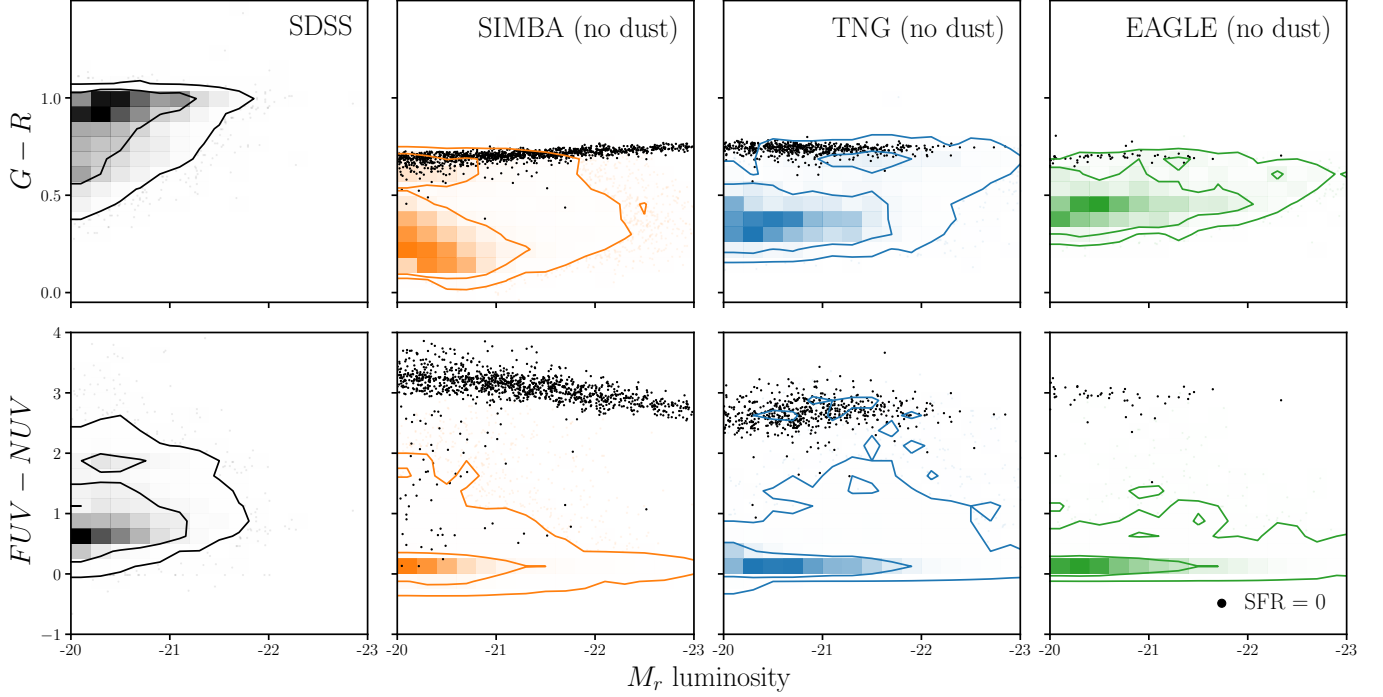 SDSS
SIMBA (no dust)
TNG (no dust)
EAGLE (no dust)
G − R
1.0
0.5
0.0
FUV − NUV
4
3
2
1
0
−1
SFR = 0
-20 -21 -22 -23
-20 -21 -22 -23
-20 -21 -22 -23
-20 -21 -22 -23
M_r luminosity